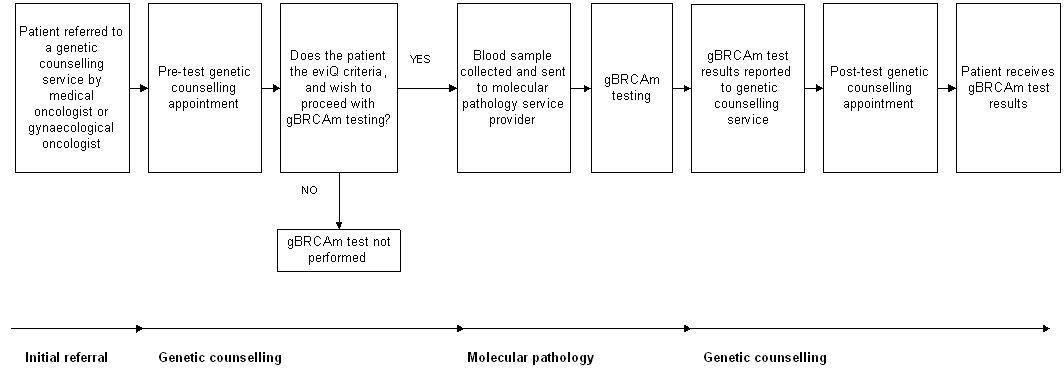 Patient referred to
a genetic
counselling
service by
medical
oncologist or
gynaecological
oncologist
Pre-test genetic
counselling
appointment
Does the patient
the eviQ criteria,
and wish to
proceed with
gBRCAm testing?
YES
NO
gBRCAm test not
performed
Blood sample
collected and sent
to molecular
pathology service
provider
gBRCAm
testing
gBRCAm test
results reported
to genetic
counselling
service
Post-test genetic
counselling
appointment
Patient receives
gBRCAm test
results
Initial referral
Genetic counselling
Molecular pathology
Genetic counselling